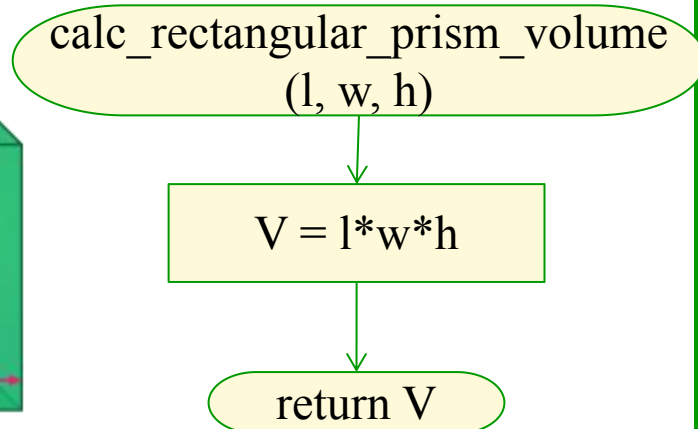 calc_rectangular_prism_volume
(l, w, h)
V = l*w*h
return V